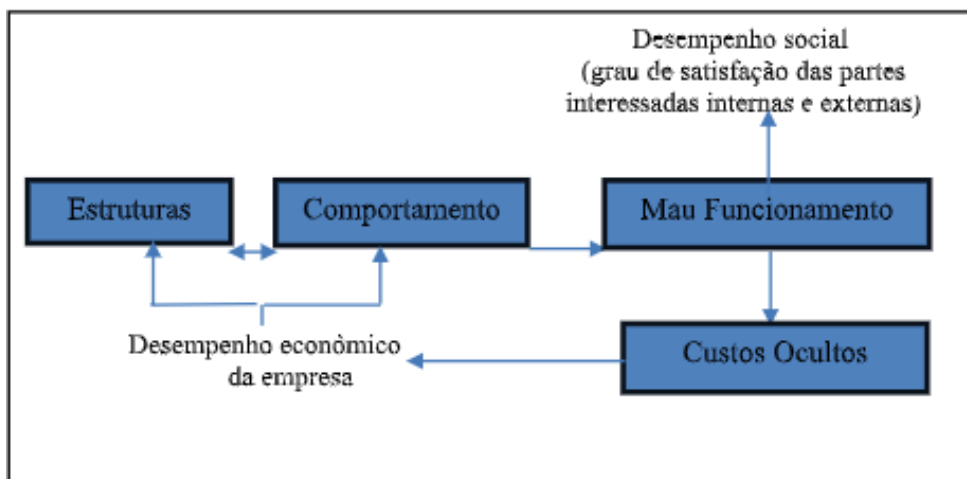 Desempenho social
(grau de satisfação das partes
interessadas internas e externas)
Estruturas
Comportamento
Mau Funcionamento
Desempenho econômico
da empresa
Custos Ocultos